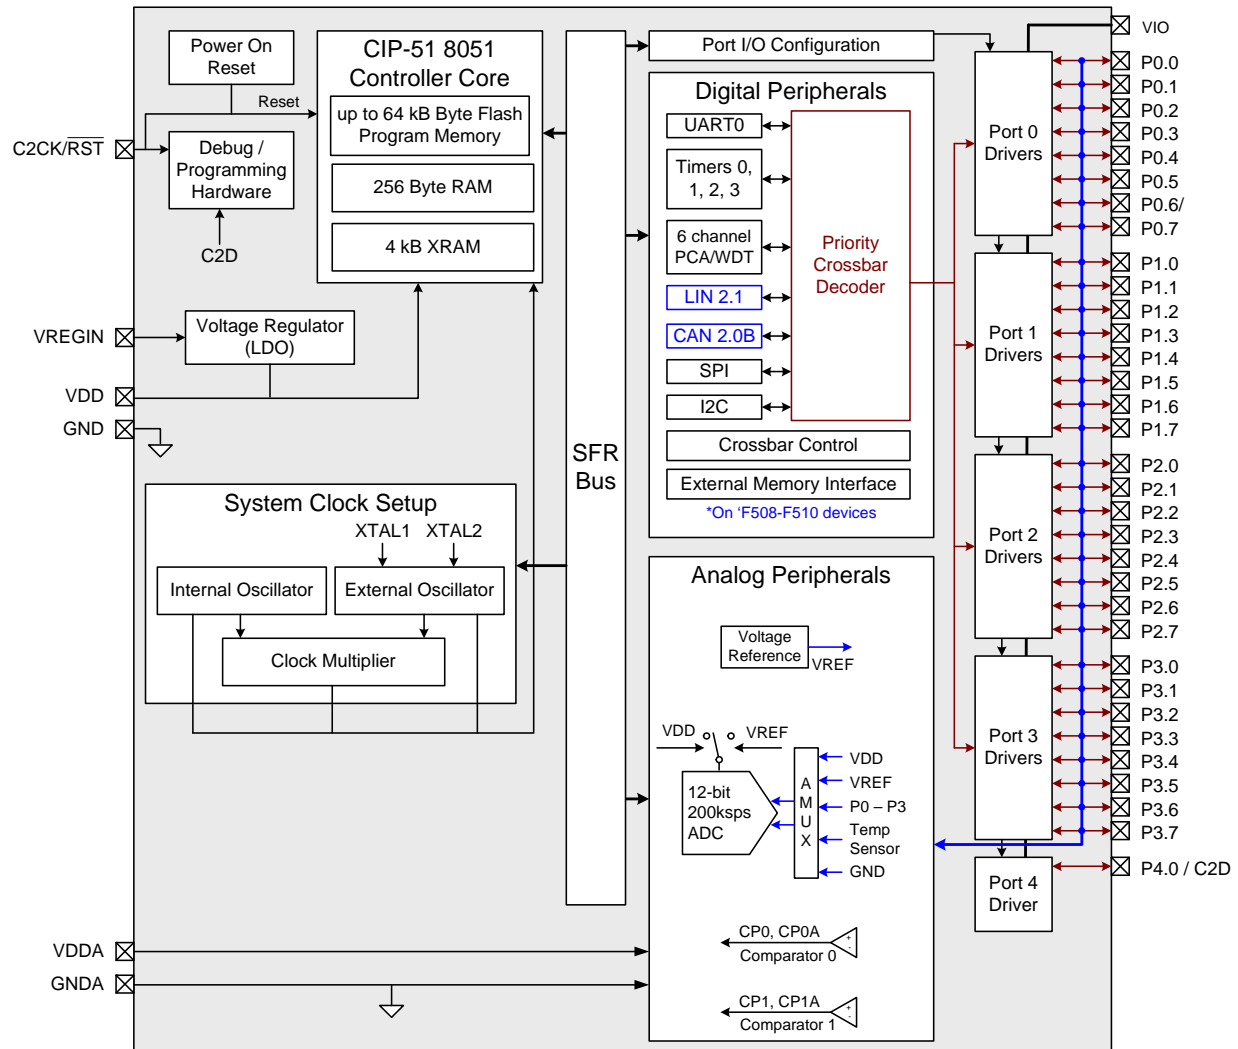 Power On
Reset
Reset
C2CK/RST
Debug /
Programming
Hardware
C2D
CIP-51 8051
Controller Core
up to 64 kB Byte Flash
Program Memory
256 Byte RAM
4 kB XRAM
VREGIN
Voltage Regulator
(LDO)
VDD
GND
System Clock Setup
XTAL1
XTAL2
Internal Oscillator
External Oscillator
Clock Multiplier
VDDA
GNDA
SFR
Bus
Port I/O Configuration
Digital Peripherals
UART0
Timers 0,
1, 2, 3
6 channel
PCA/WDT
LIN 2.1
CAN 2.0B
SPI
I2C
Priority
Crossbar
Decoder
Crossbar Control
External Memory Interface
*On ‘F508-F510 devices
Analog Peripherals
Voltage
Reference
VREF
VDD
VREF
12-bit
200ksps
ADC
A
M
U
X
VDD
VREF
P0 – P3
Temp
Sensor
GND
CP0, CP0A
+
-
Comparator 0
CP1, CP1A
+
-
Comparator 1
Port 0
Drivers
Port 1
Drivers
Port 2
Drivers
Port 3
Drivers
Port 4
Driver
VIO
P0.0
P0.1
P0.2
P0.3
P0.4
P0.5
P0.6/
P0.7
P1.0
P1.1
P1.2
P1.3
P1.4
P1.5
P1.6
P1.7
P2.0
P2.1
P2.2
P2.3
P2.4
P2.5
P2.6
P2.7
P3.0
P3.1
P3.2
P3.3
P3.4
P3.5
P3.6
P3.7
P4.0 / C2D